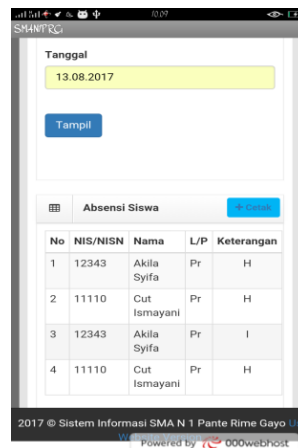 10.09
SMANPRG
Tanggal
13.08.2017
Tampil
Absensi Siswa
+ Cetak
No NIS/NISN Nama L/P Keterangan
1 12343 Akila Syifa Pr H
2 11110 Cut Ismayani Pr H
3 12343 Akila Syifa Pr I
4 11110 Cut Ismayani Pr H
2017 © Sistem Informasi SMA N 1 Pante Rime Gayo
Powered by 000webhost